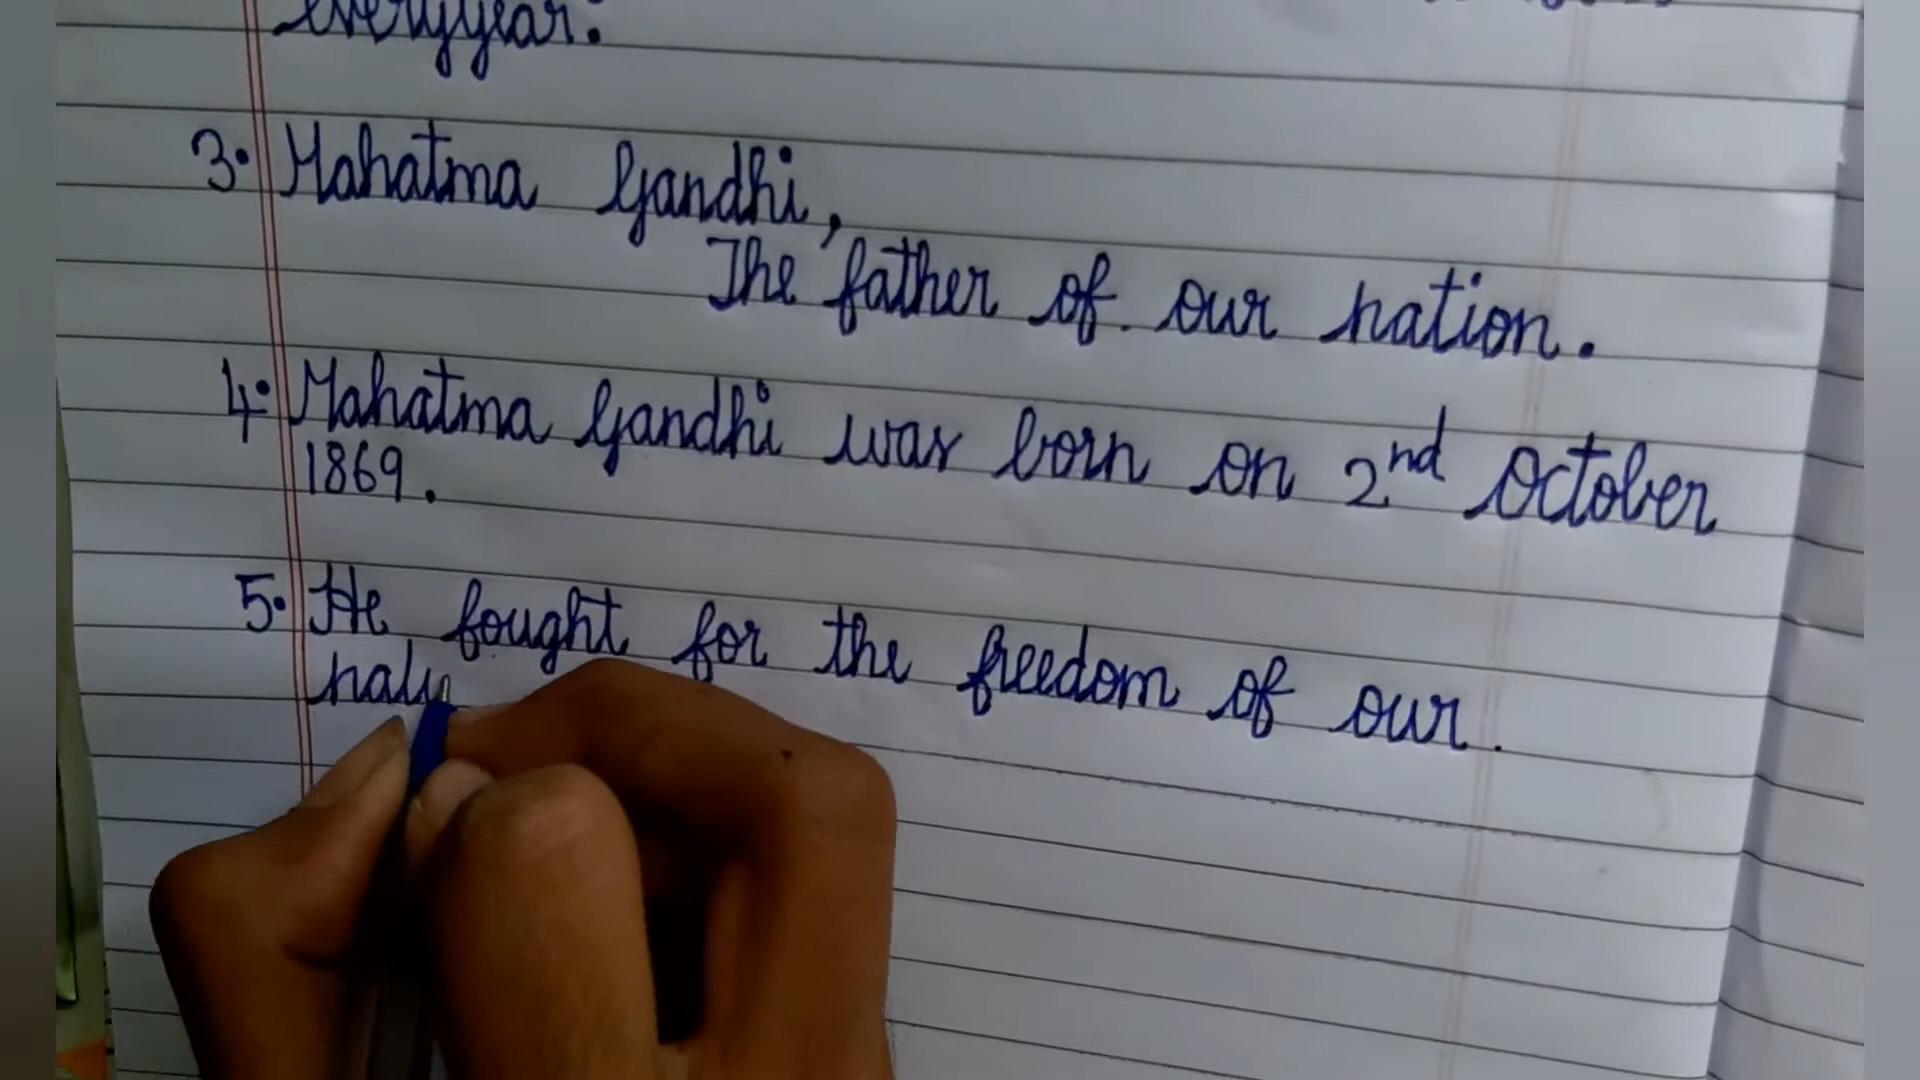 everyyear.
3. Mahatma Gandhi,
The father of our nation.
4. Mahatma Gandhi was born on 2nd October
1869.
5. He fought for the freedom of our